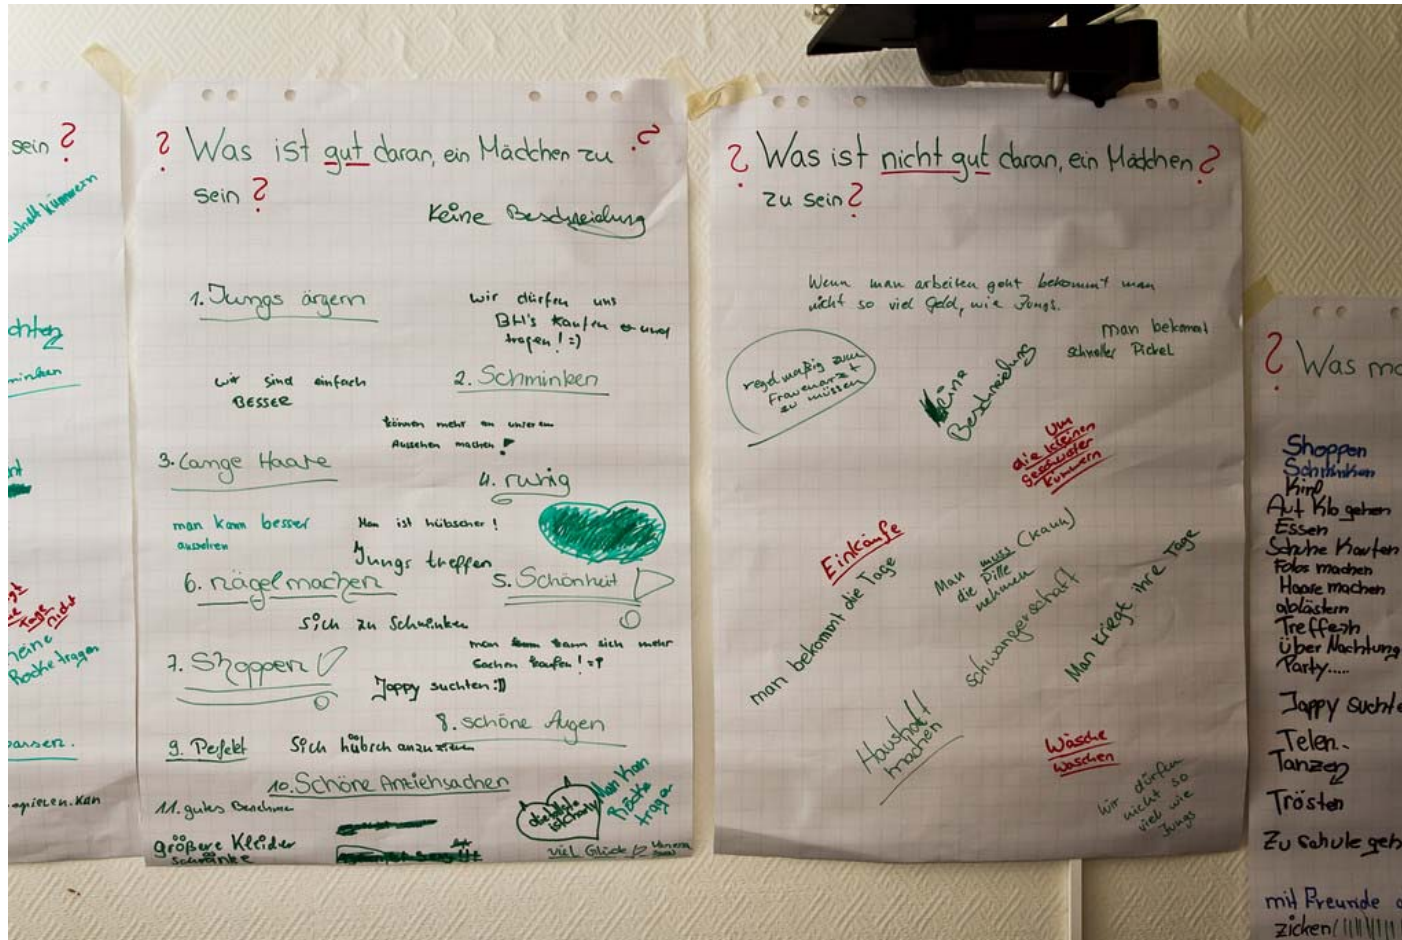 sein ?
chten
minken
Röcke tragen
? Was ist gut daran, ein Mädchen zu ?
sein ?
Keine Beschneidung
1. Jungs ärgern
wir dürfen uns
BH's kaufen und
tragen ! :)
wir sind einfach
BESSER
2. Schminken
können mehr an unserem
Aussehen machen !
3. Lange Haare
4. ruhig
man kann besser
aussehen
Man ist hübscher !
Jungs treffen
6. nägel machen
5. Schönheit
Sich zu Schminken
7. Shoppen
man kann sich mehr
Sachen kaufen !
Jappy suchten :))
8. schöne Augen
9. Perfekt
Sich hübsch anzuziehen
10. Schöne Anziehsachen
11. gutes Benehmen
größere Kleider
schränke
Man kan
Röcke
tragen
viel Glück
? Was ist nicht gut daran, ein Mädchen ?
zu sein ?
Wenn man arbeiten geht bekommt man
nicht so viel Geld, wie Jungs.
man bekommt
schneller Pickel
regelmäßig zum
Frauenarzt
zu müssen
Keine
Beschneidung
Um
die kleinen
geschwister
kümmern
Einkäufe
man bekommt die Tage
Man muss (kann)
die Pille
nehmen
schwangerschaft
Man kriegt ihre Tage
Haushalt
machen
Wäsche
waschen
Wir dürfen
nicht so
viel wie
Jungs
? Was
Shoppen
Schminken
Kino
Auf Klo gehen
Essen
Schuhe Kaufen
Fotos machen
Haare machen
ablästern
Treffen
Über Nachtung
Party.....
Jappy
Telen..
Tanzen
Trösten
Zu schule
mit Freunde
zicken